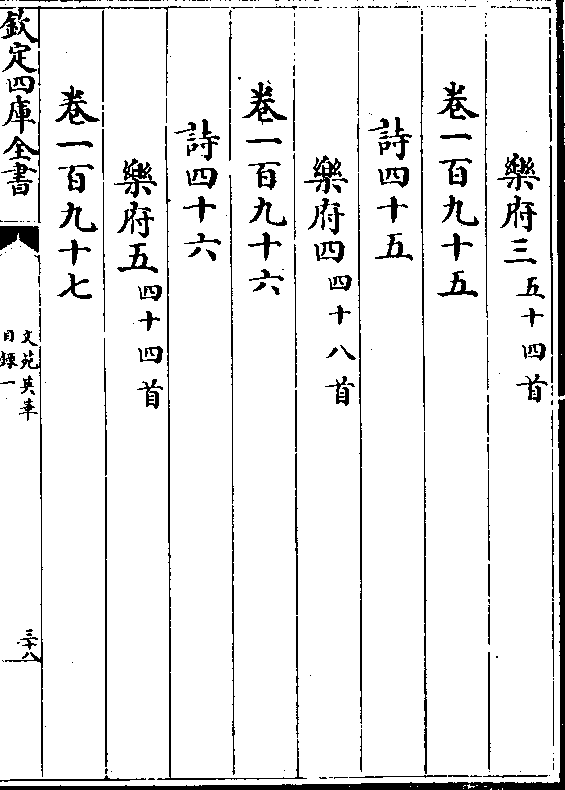 樂府三五十四首
卷一百九十五
詩四十五
樂府四四十八首
卷一百九十六
詩四十六
樂府五四十四首
卷一百九十七
欽定四庫全書
文苑英華
目錄一
三十八